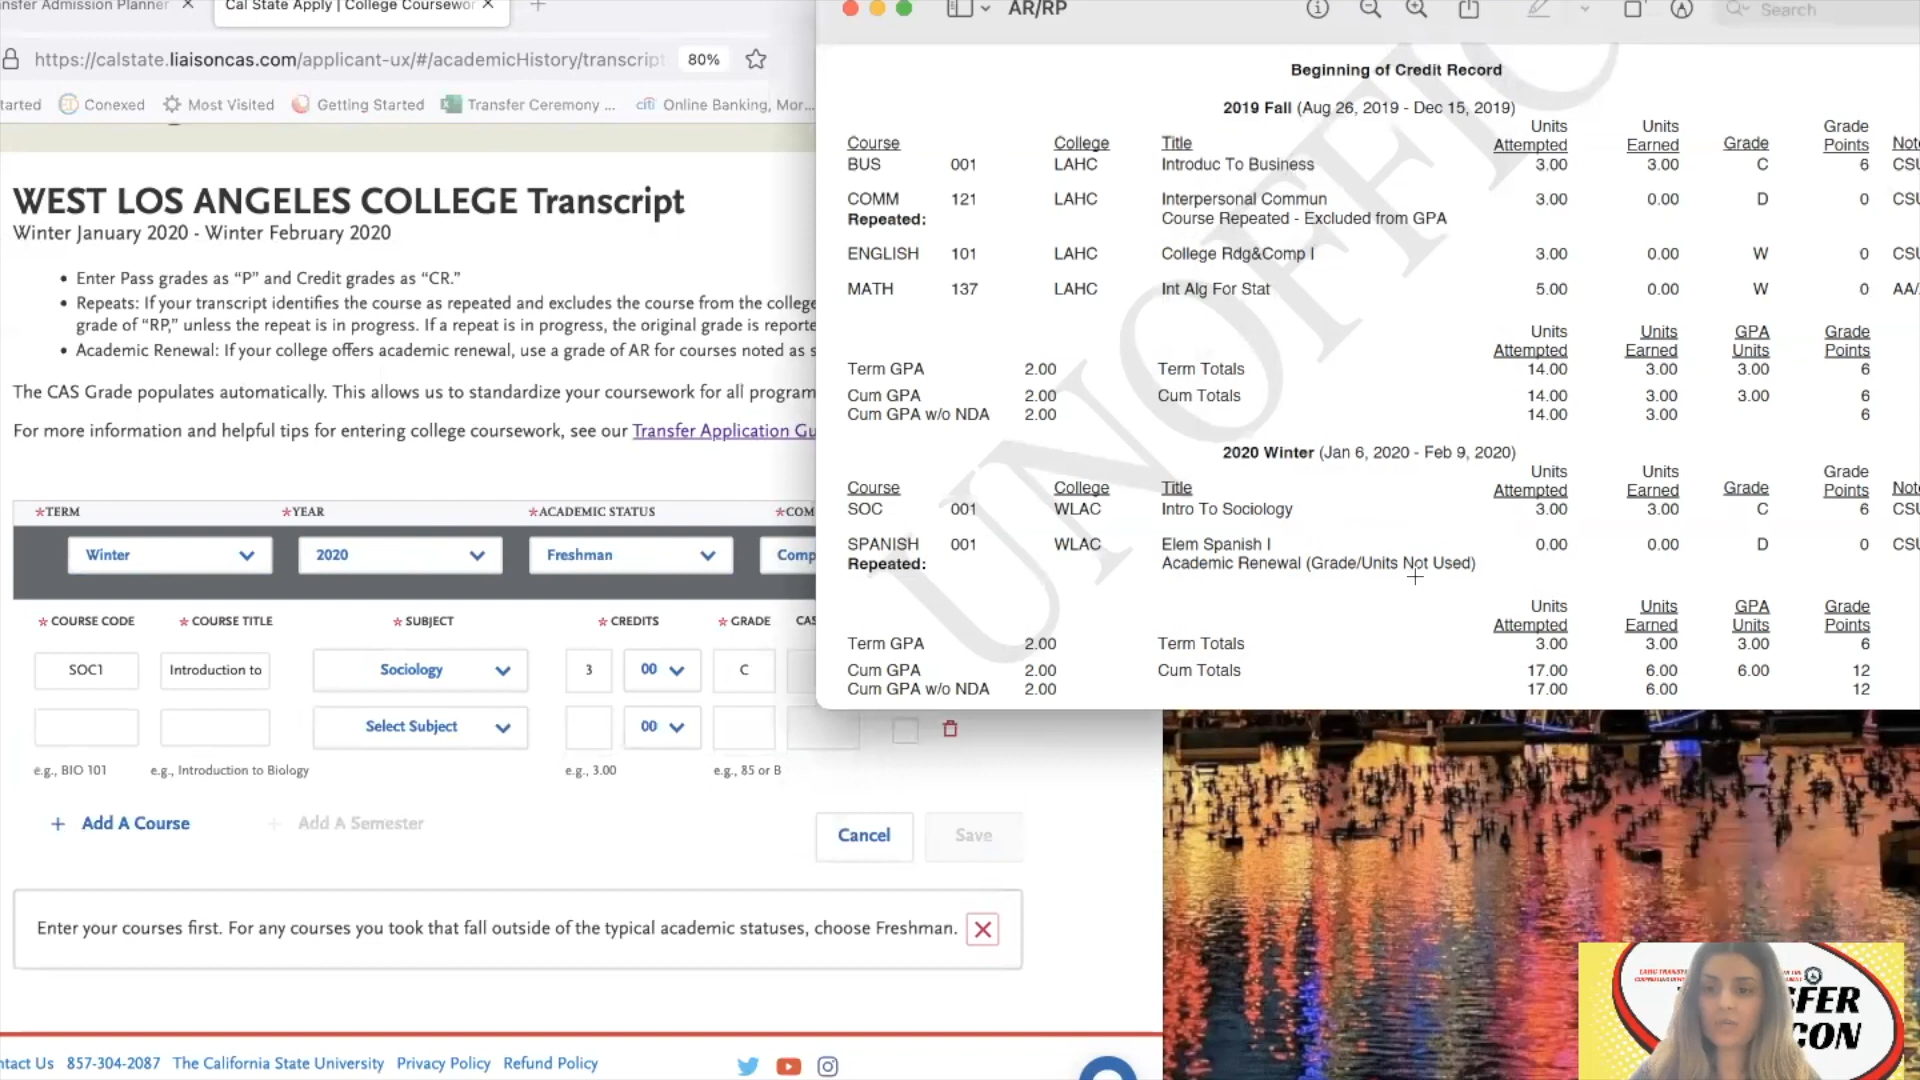 nsfer Admission Planner
Cal State Apply | College Coursewor
https://calstate.liaisoncas.com/applicant-ux/#/academicHistory/transcript
80%
tarted
Conexed
Most Visited
Getting Started
Transfer Ceremony ...
citi Online Banking, Mor...
WEST LOS ANGELES COLLEGE Transcript
Winter January 2020 - Winter February 2020
• Enter Pass grades as “P” and Credit grades as “CR.”
• Repeats: If your transcript identifies the course as repeated and excludes the course from the college
grade of “RP,” unless the repeat is in progress. If a repeat is in progress, the original grade is reporte
• Academic Renewal: If your college offers academic renewal, use a grade of AR for courses noted as s
The CAS Grade populates automatically. This allows us to standardize your coursework for all program
For more information and helpful tips for entering college coursework, see our Transfer Application Gu
*TERM *YEAR *ACADEMIC STATUS *COM
Winter 2020 Freshman Comp
* COURSE CODE * COURSE TITLE * SUBJECT * CREDITS * GRADE CAS
SOC1 Introduction to Sociology 3 00 C
Select Subject 00
e.g., BIO 101 e.g., Introduction to Biology e.g., 3.00 e.g., 85 or B
+ Add A Course + Add A Semester
Cancel Save
Enter your courses first. For any courses you took that fall outside of the typical academic statuses, choose Freshman.
ntact Us 857-304-2087 The California State University Privacy Policy Refund Policy
AR/RP
Search
UNOFFIC
Beginning of Credit Record
2019 Fall (Aug 26, 2019 - Dec 15, 2019)
Units Units Grade
Course College Title Attempted Earned Grade Points Note
BUS 001 LAHC Introduc To Business 3.00 3.00 C 6 CSU
COMM 121 LAHC Interpersonal Commun 3.00 0.00 D 0 CSU
Repeated: Course Repeated - Excluded from GPA
ENGLISH 101 LAHC College Rdg&Comp I 3.00 0.00 W 0 CSU
MATH 137 LAHC Int Alg For Stat 5.00 0.00 W 0 AA/
Units Units GPA Grade
Attempted Earned Units Points
Term GPA 2.00 Term Totals 14.00 3.00 3.00 6
Cum GPA 2.00 Cum Totals 14.00 3.00 3.00 6
Cum GPA w/o NDA 2.00 14.00 3.00 6
2020 Winter (Jan 6, 2020 - Feb 9, 2020)
Units Units Grade
Course College Title Attempted Earned Grade Points Note
SOC 001 WLAC Intro To Sociology 3.00 3.00 C 6 CSU
SPANISH 001 WLAC Elem Spanish I 0.00 0.00 D 0 CSU
Repeated: Academic Renewal (Grade/Units Not Used)
Units Units GPA Grade
Attempted Earned Units Points
Term GPA 2.00 Term Totals 3.00 3.00 3.00 6
Cum GPA 2.00 Cum Totals 17.00 6.00 6.00 12
Cum GPA w/o NDA 2.00 17.00 6.00 12
LAHC TRANS
SFER
CON